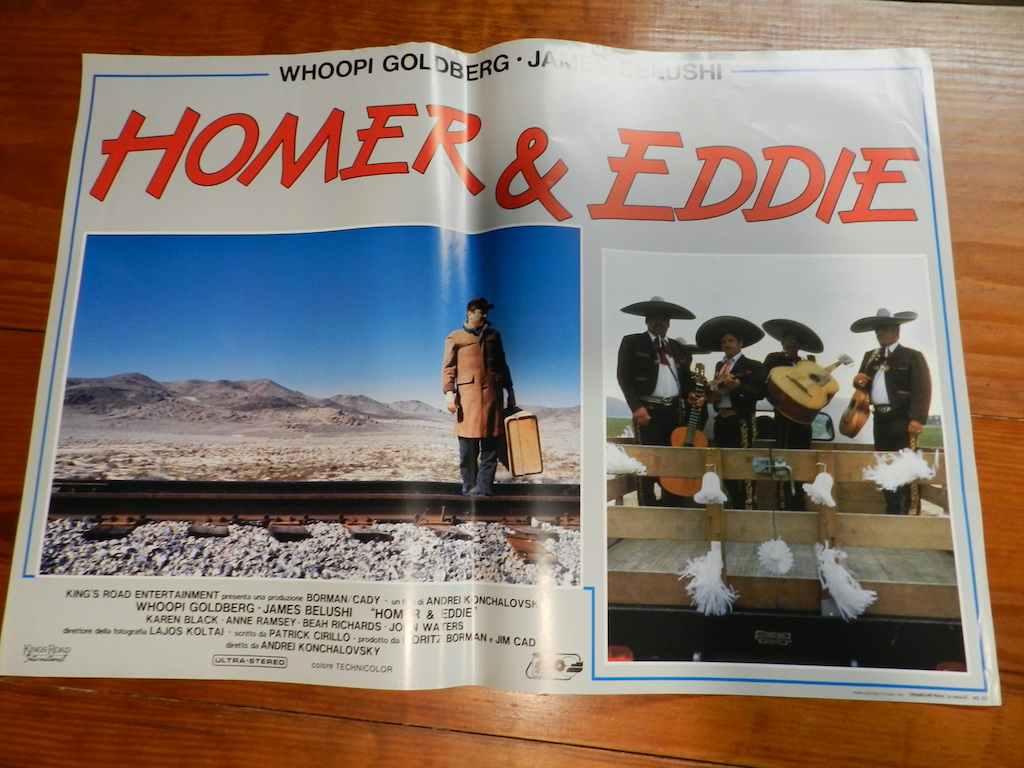 WHOOPI GOLDBERG · JAMES BELUSHI
HOMER & EDDIE
KING'S ROAD ENTERTAINMENT presenta una produzione BORMAN/CADY · un film di ANDREI KONCHALOVSKY
WHOOPI GOLDBERG · JAMES BELUSHI "HOMER & EDDIE"
KAREN BLACK · ANNE RAMSEY · BEAH RICHARDS · JOHN WATERS
direttore della fotografia LAJOS KOLTAI · scritto da PATRICK CIRILLO · prodotto da MORITZ BORMAN e JIM CADY
diretto da ANDREI KONCHALOVSKY
KINGS ROAD
International
ULTRA-STEREO
colore TECHNICOLOR